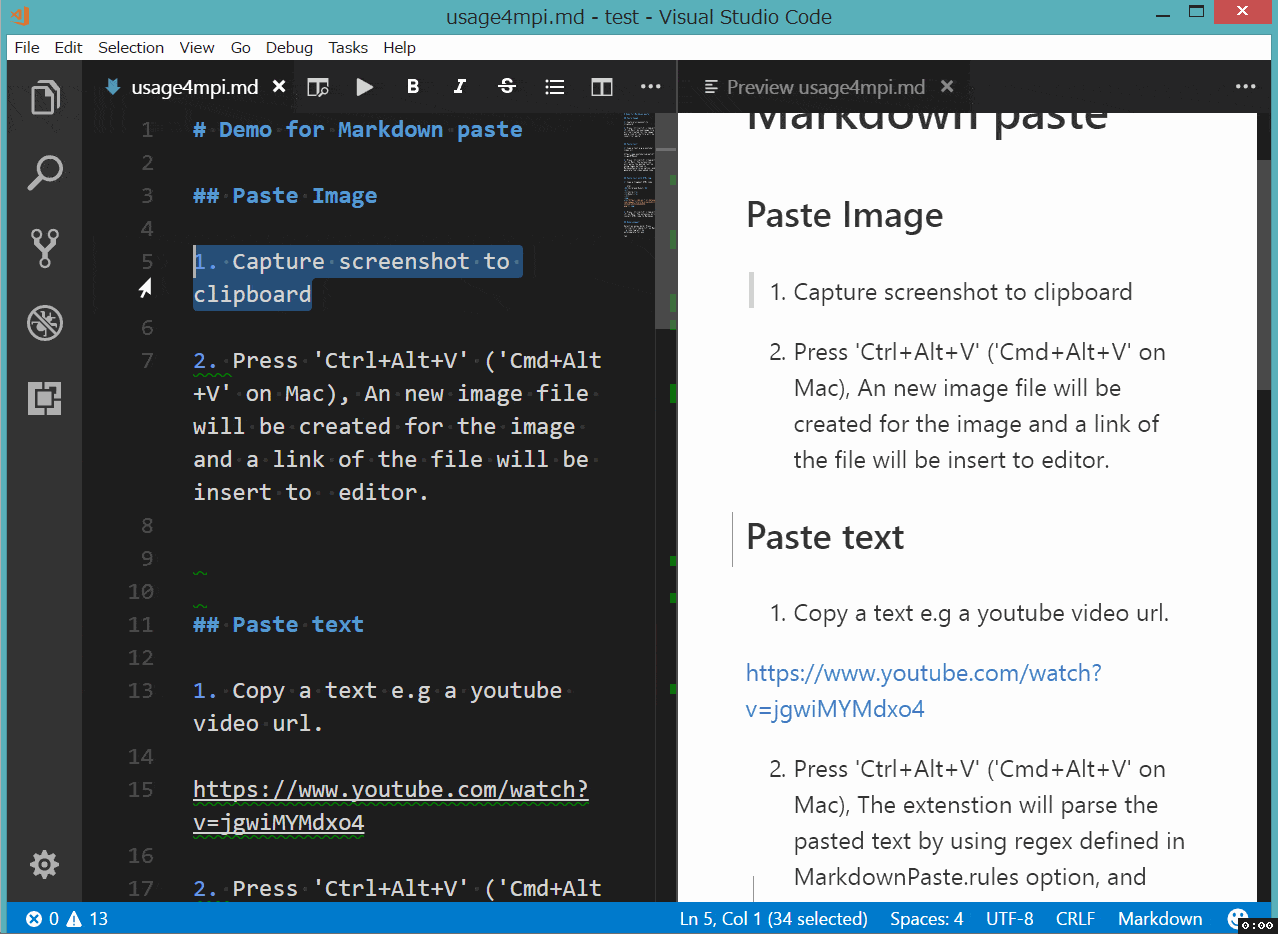 usage4mpi.md - test - Visual Studio Code
File Edit Selection View Go Debug Tasks Help
usage4mpi.md
B I S
Preview usage4mpi.md
1 # Demo for Markdown paste
2
3 ## Paste Image
4
5 1. Capture screenshot to
clipboard
6
7 2. Press 'Ctrl+Alt+V' ('Cmd+Alt
+V' on Mac), An new image file
will be created for the image
and a link of the file will be
insert to  editor.
8
9
10
11 ## Paste text
12
13 1. Copy a text e.g a youtube
video url.
14
15 https://www.youtube.com/watch?
v=jgwiMYMdxo4
16
17 2. Press 'Ctrl+Alt+V' ('Cmd+Alt
Markdown paste
Paste Image
1. Capture screenshot to clipboard
2. Press 'Ctrl+Alt+V' ('Cmd+Alt+V' on
Mac), An new image file will be
created for the image and a link of
the file will be insert to editor.
Paste text
1. Copy a text e.g a youtube video url.
https://www.youtube.com/watch?
v=jgwiMYMdxo4
2. Press 'Ctrl+Alt+V' ('Cmd+Alt+V' on
Mac), The extenstion will parse the
pasted text by using regex defined in
MarkdownPaste.rules option, and
0 13
Ln 5, Col 1 (34 selected) Spaces: 4 UTF-8 CRLF Markdown
0:00